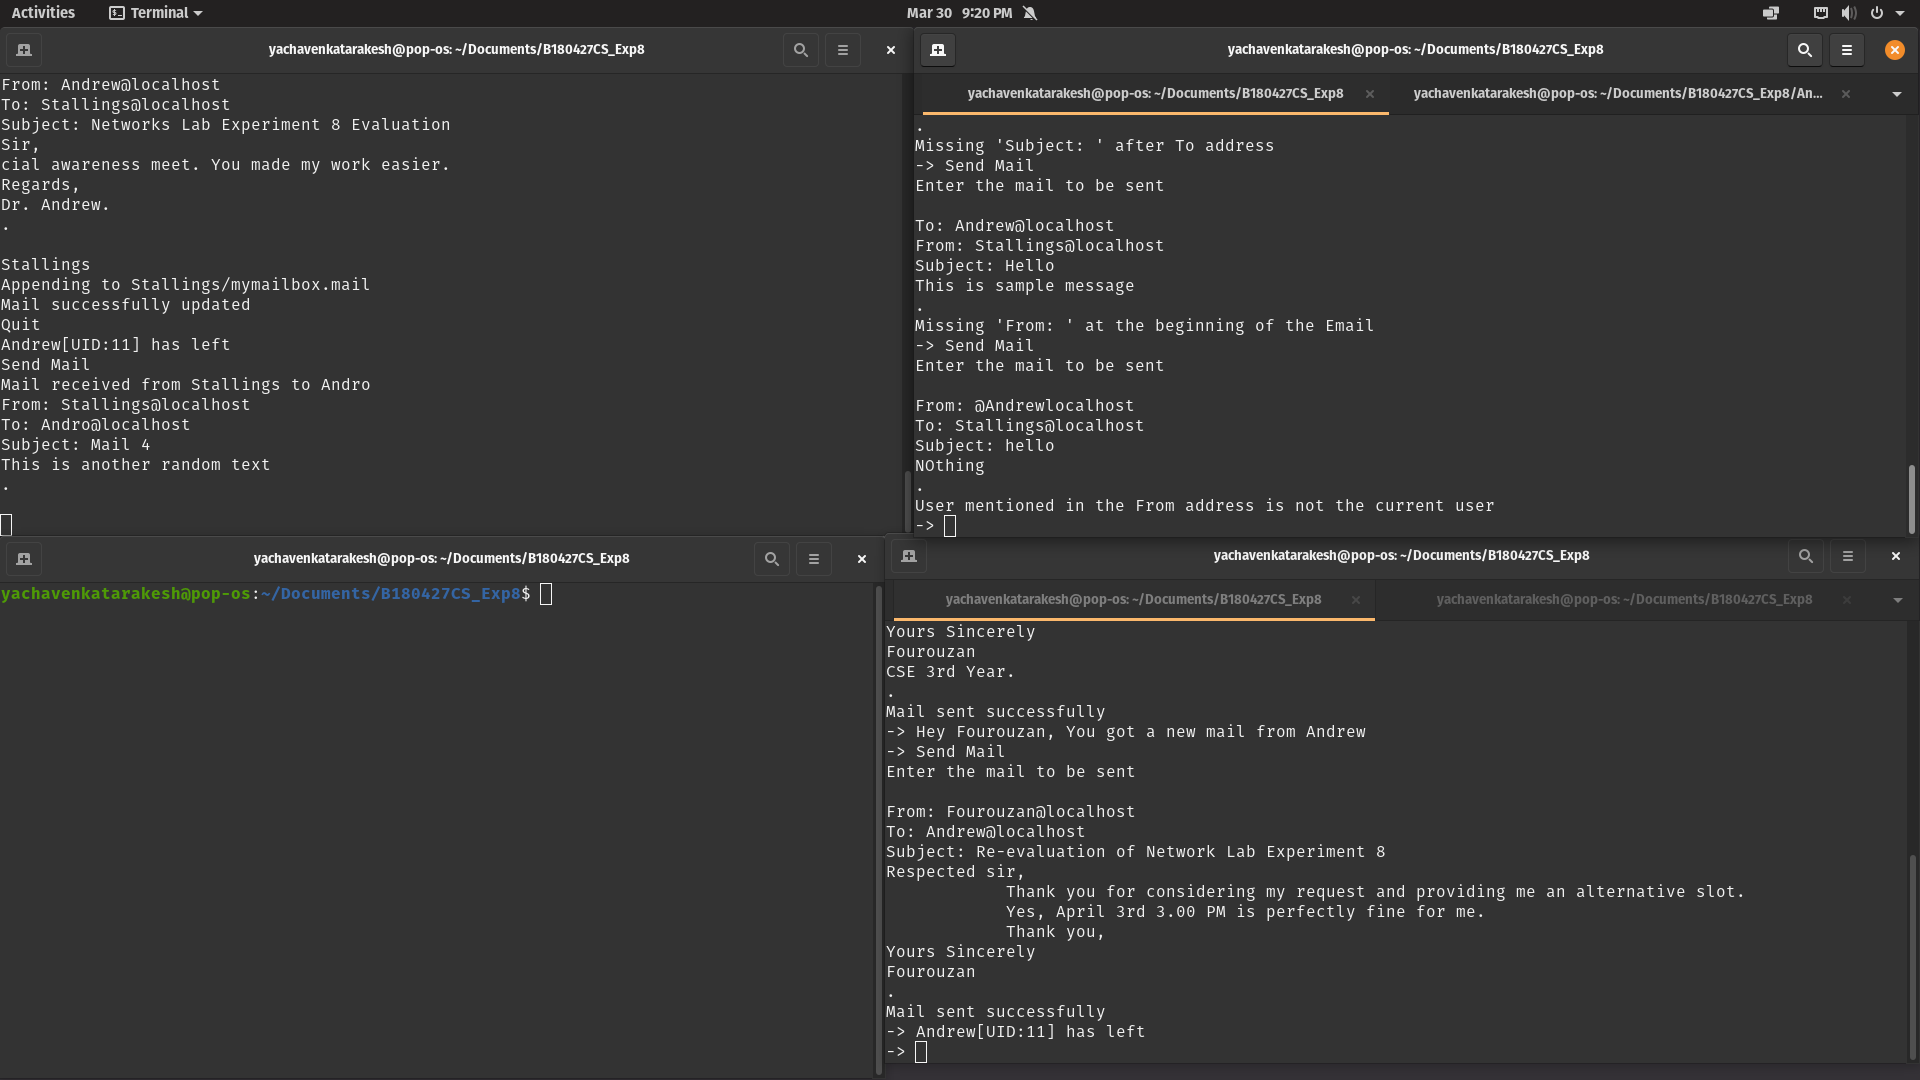 Activities
Terminal
Mar 30 9:20 PM
yachavenkatarakesh@pop-os: ~/Documents/B180427CS_Exp8
From: Andrew@localhost
To: Stallings@localhost
Subject: Networks Lab Experiment 8 Evaluation
Sir,
cial awareness meet. You made my work easier.
Regards,
Dr. Andrew.
.
Stallings
Appending to Stallings/mymailbox.mail
Mail successfully updated
Quit
Andrew[UID:11] has left
Send Mail
Mail received from Stallings to Andro
From: Stallings@localhost
To: Andro@localhost
Subject: Mail 4
This is another random text
.
yachavenkatarakesh@pop-os: ~/Documents/B180427CS_Exp8
yachavenkatarakesh@pop-os: ~/Documents/B180427CS_Exp8
yachavenkatarakesh@pop-os: ~/Documents/B180427CS_Exp8/An...
.
Missing 'Subject: ' after To address
-> Send Mail
Enter the mail to be sent
To: Andrew@localhost
From: Stallings@localhost
Subject: Hello
This is sample message
.
Missing 'From: ' at the beginning of the Email
-> Send Mail
Enter the mail to be sent
From: @Andrewlocalhost
To: Stallings@localhost
Subject: hello
NOthing
.
User mentioned in the From address is not the current user
->
yachavenkatarakesh@pop-os: ~/Documents/B180427CS_Exp8
yachavenkatarakesh@pop-os:~/Documents/B180427CS_Exp8$
yachavenkatarakesh@pop-os: ~/Documents/B180427CS_Exp8
yachavenkatarakesh@pop-os: ~/Documents/B180427CS_Exp8
yachavenkatarakesh@pop-os: ~/Documents/B180427CS_Exp8
Yours Sincerely
Fourouzan
CSE 3rd Year.
.
Mail sent successfully
-> Hey Fourouzan, You got a new mail from Andrew
-> Send Mail
Enter the mail to be sent
From: Fourouzan@localhost
To: Andrew@localhost
Subject: Re-evaluation of Network Lab Experiment 8
Respected sir,
Thank you for considering my request and providing me an alternative slot.
Yes, April 3rd 3.00 PM is perfectly fine for me.
Thank you,
Yours Sincerely
Fourouzan
.
Mail sent successfully
-> Andrew[UID:11] has left
->